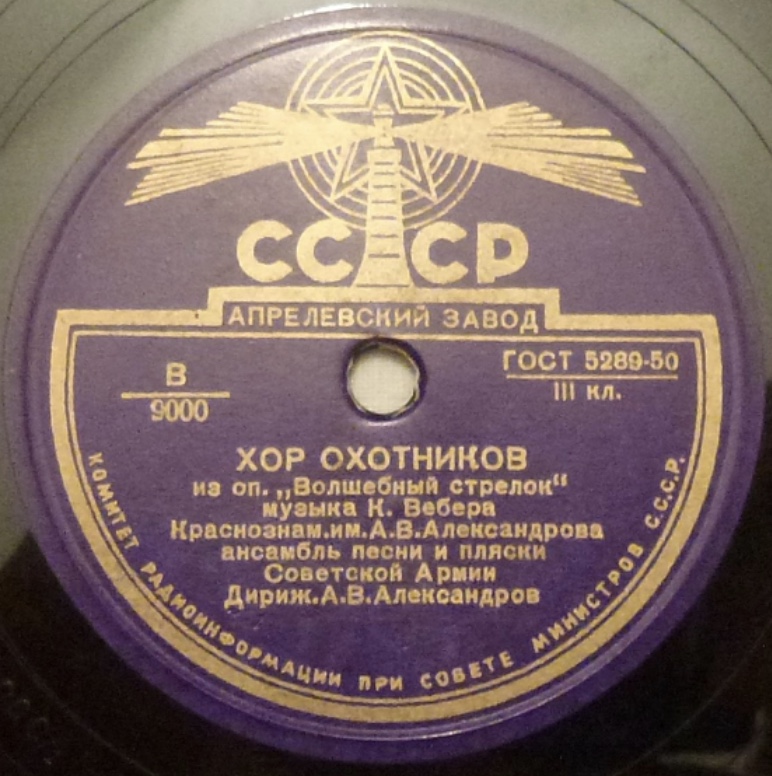 СССР
АПРЕЛЕВСКИЙ ЗАВОД
В
9000
ГОСТ 5289-50
III кл.
ХОР ОХОТНИКОВ
из оп. „Волшебный стрелок“
музыка К. Вебера
Краснознам.им.А.В.Александрова
ансамбль песни и пляски
Советской Армии
Дириж.А.В.Александров
КОМИТЕТ РАДИОИНФОРМАЦИИ ПРИ СОВЕТЕ МИНИСТРОВ С.С.С.Р.